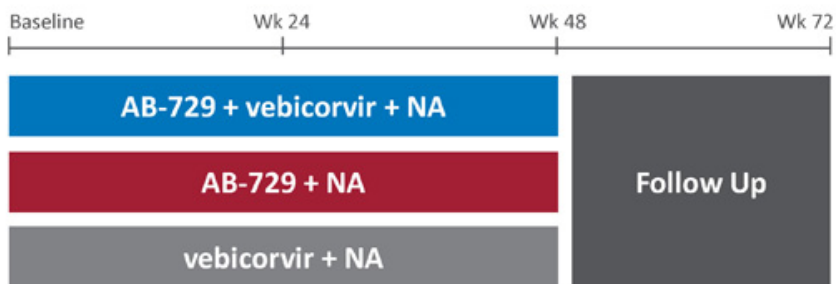 Baseline Wk 24 Wk 48 Wk 72
AB-729 + vebicorvir + NA
AB-729 + NA
Follow Up
vebicorvir + NA